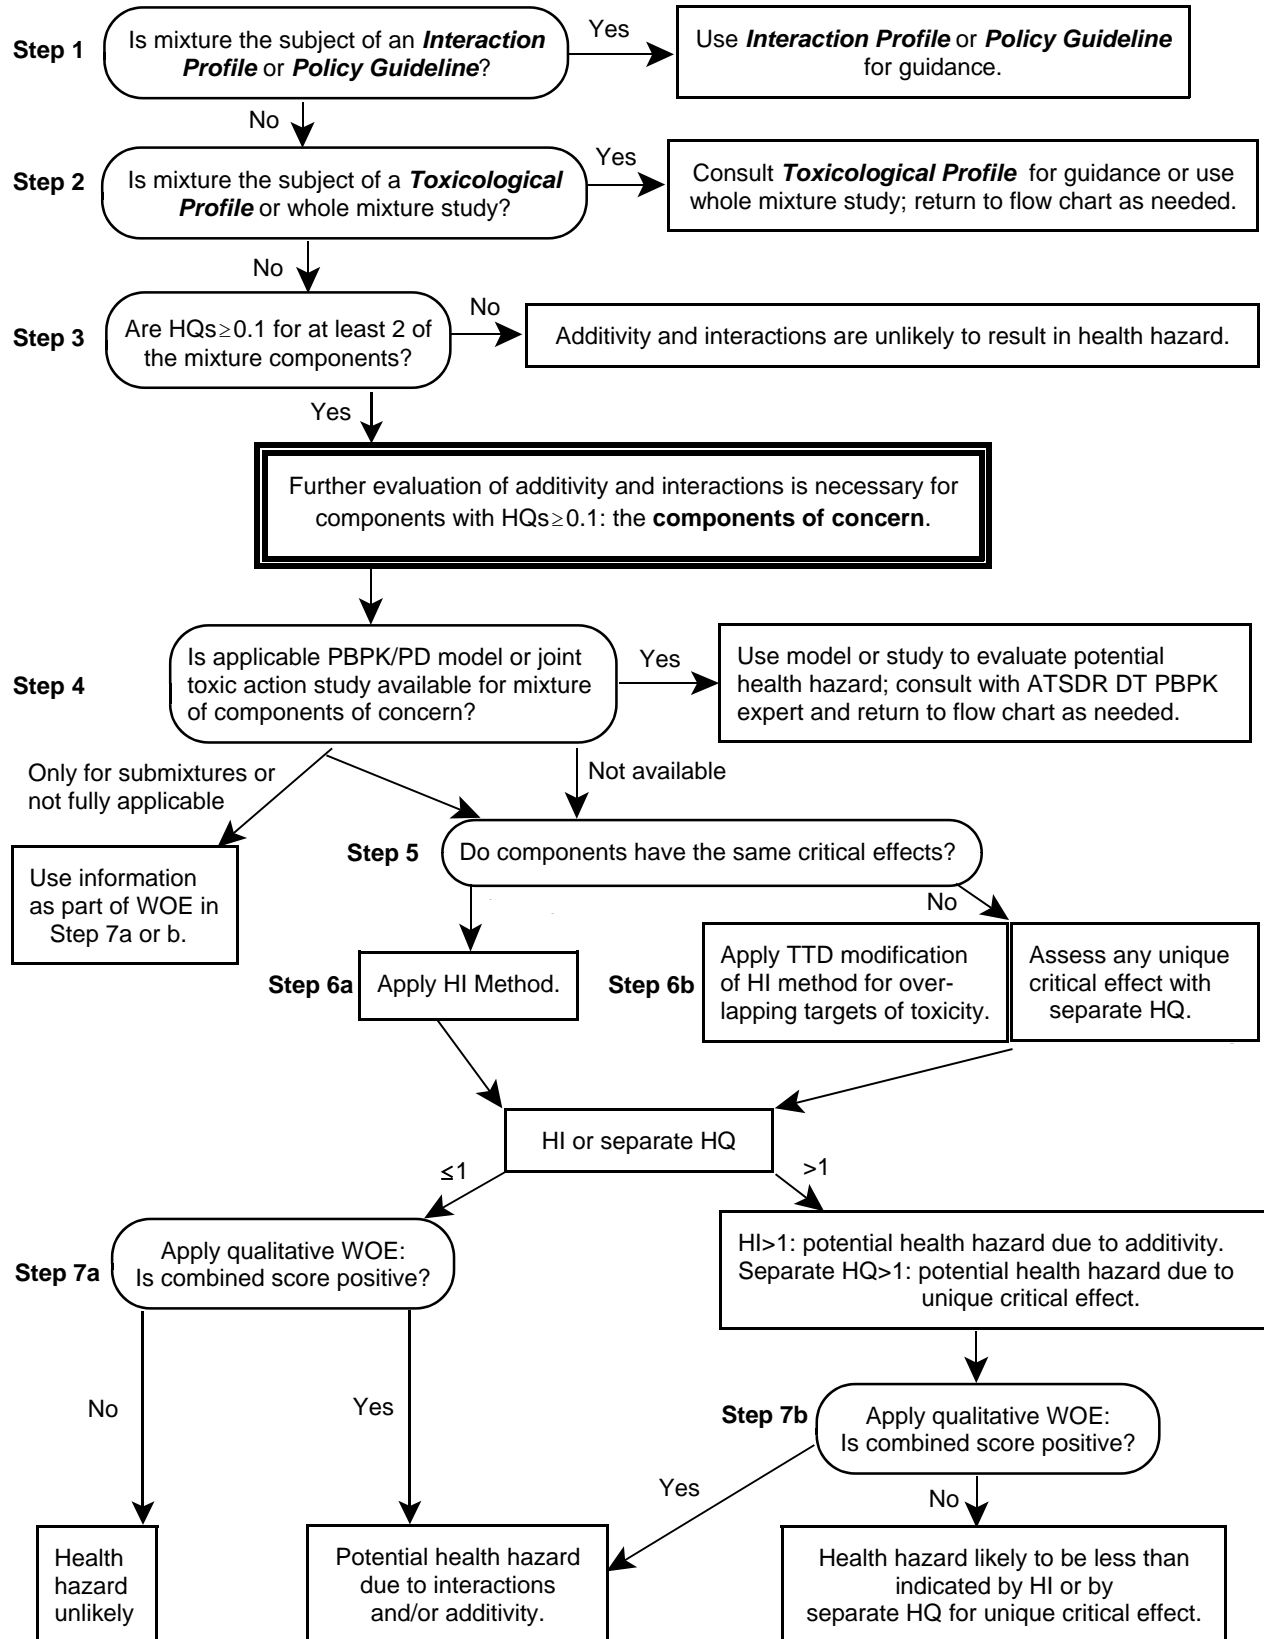 Step 1
Is mixture the subject of an Interaction
Profile or Policy Guideline?
Yes
Use Interaction Profile or Policy Guideline
for guidance.
No
Step 2
Is mixture the subject of a Toxicological
Profile or whole mixture study?
Yes
Consult Toxicological Profile for guidance or use
whole mixture study; return to flow chart as needed.
No
Step 3
Are HQs≥0.1 for at least 2 of
the mixture components?
No
Additivity and interactions are unlikely to result in health hazard.
Yes
Further evaluation of additivity and interactions is necessary for
components with HQs≥0.1: the components of concern.
Step 4
Is applicable PBPK/PD model or joint
toxic action study available for mixture
of components of concern?
Yes
Use model or study to evaluate potential
health hazard; consult with ATSDR DT PBPK
expert and return to flow chart as needed.
Only for submixtures or
not fully applicable
Not available
Use information
as part of WOE in
Step 7a or b.
Step 5
Do components have the same critical effects?
No
Step 6a
Apply HI Method.
Step 6b
Apply TTD modification
of HI method for over-
lapping targets of toxicity.
Assess any unique
critical effect with
separate HQ.
HI or separate HQ
≤1
>1
Step 7a
Apply qualitative WOE:
Is combined score positive?
HI>1: potential health hazard due to additivity.
Separate HQ>1: potential health hazard due to
unique critical effect.
No
Yes
Step 7b
Apply qualitative WOE:
Is combined score positive?
Yes
No
Health
hazard
unlikely
Potential health hazard
due to interactions
and/or additivity.
Health hazard likely to be less than
indicated by HI or by
separate HQ for unique critical effect.